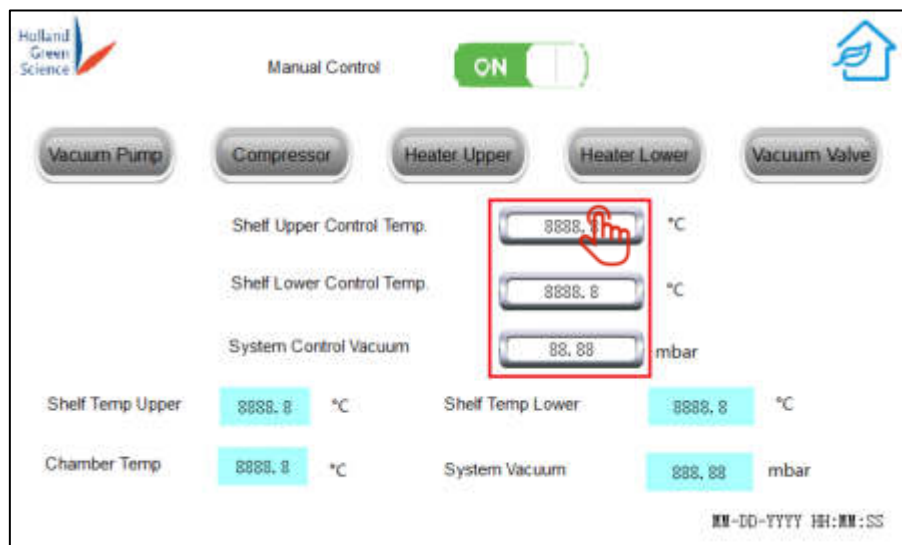 Holland
Green
Science
Manual Control ON
Vacuum Pump Compressor Heater Upper Heater Lower Vacuum Valve
Shelf Upper Control Temp. 8888.8 °C
Shelf Lower Control Temp. 8888.8 °C
System Control Vacuum 88.88 mbar
Shelf Temp Upper 8888.8 °C Shelf Temp Lower 8888.8 °C
Chamber Temp 8888.8 °C System Vacuum 888.88 mbar
MM-DD-YYYY HH:MM:SS